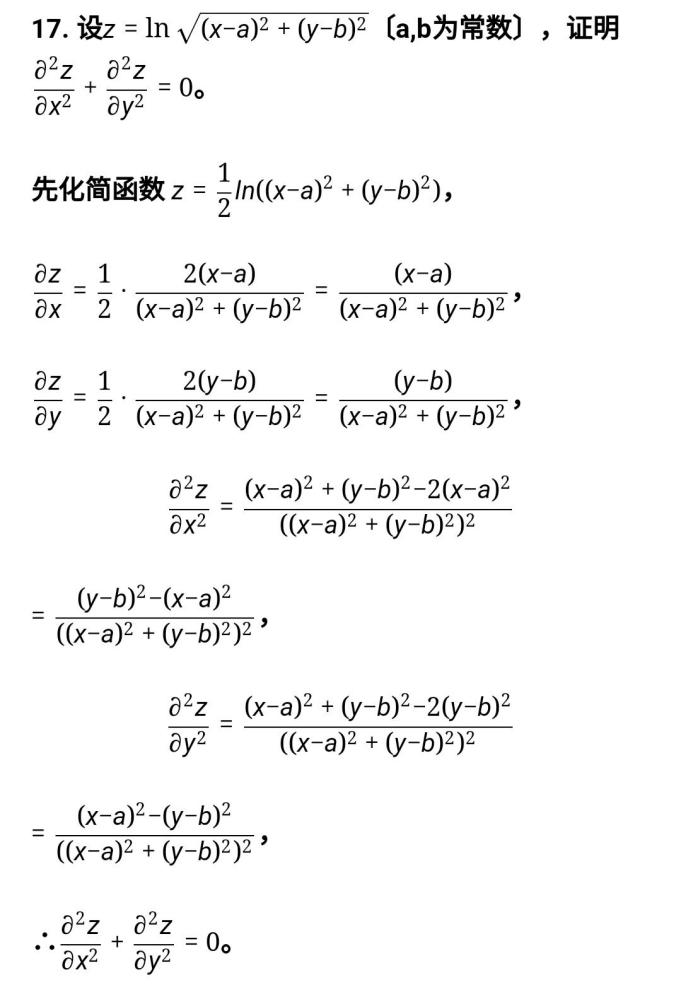 17. 设z = ln √((x−a)² + (y−b)²)〔a,b为常数〕，证明
∂²z/∂x² + ∂²z/∂y² = 0。
先化简函数 z = 1/2 ln((x−a)² + (y−b)²)，
∂z/∂x = 1/2 · 2(x−a)/((x−a)² + (y−b)²) = (x−a)/((x−a)² + (y−b)²)，
∂z/∂y = 1/2 · 2(y−b)/((x−a)² + (y−b)²) = (y−b)/((x−a)² + (y−b)²)，
∂²z/∂x² = ((x−a)² + (y−b)²−2(x−a)²)/((x−a)² + (y−b)²)²
= ((y−b)²−(x−a)²)/((x−a)² + (y−b)²)²，
∂²z/∂y² = ((x−a)² + (y−b)²−2(y−b)²)/((x−a)² + (y−b)²)²
= ((x−a)²−(y−b)²)/((x−a)² + (y−b)²)²，
∴∂²z/∂x² + ∂²z/∂y² = 0。